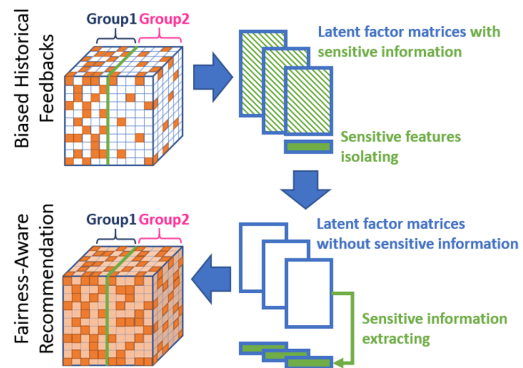 Group1 Group2
Biased Historical
Feedbacks
Latent factor matrices with
sensitive information
Sensitive features
isolating
Group1 Group2
Fairness-Aware
Recommendation
Latent factor matrices
without sensitive information
Sensitive information
extracting